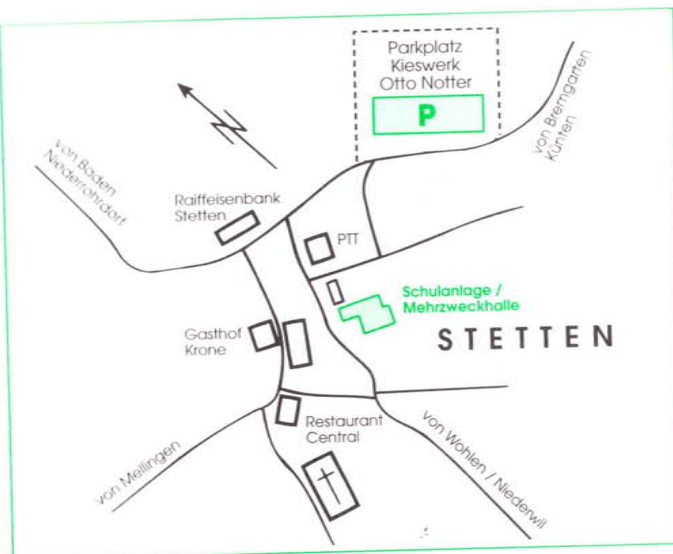 Parkplatz
Kieswerk
Otto Notter
P
N
von Baden
Niederrohrdorf
von Bremgarten
Künten
Raiffeisenbank
Stetten
PTT
Schulanlage /
Mehrzweckhalle
STETTEN
Gasthof
Krone
Restaurant
Central
von Mellingen
von Wohlen / Niederwil